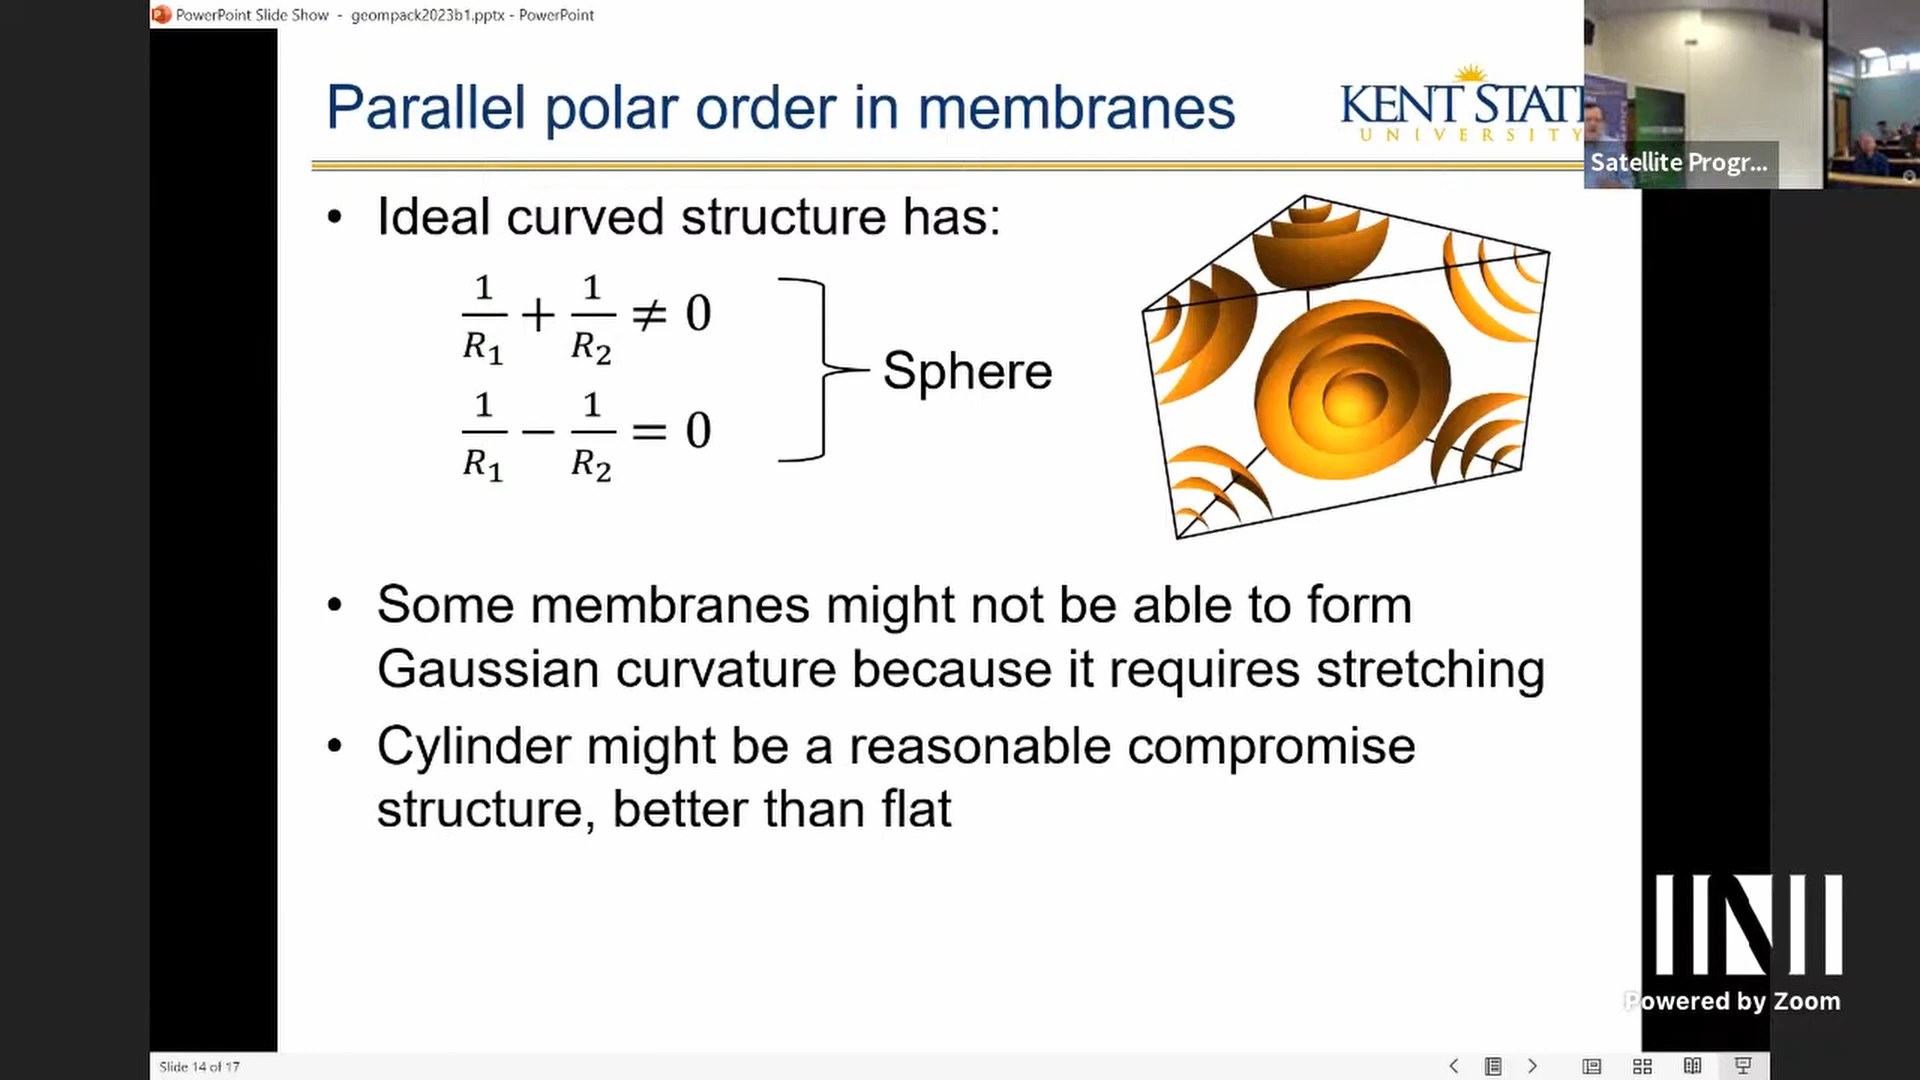 PowerPoint Slide Show - geompack2023b1.pptx - PowerPoint
Parallel polar order in membranes
KENT STAT
UNIVERSITY
Satellite Progr...
• Ideal curved structure has:
1/R₁ + 1/R₂ ≠ 0
1/R₁ − 1/R₂ = 0
Sphere
• Some membranes might not be able to form
Gaussian curvature because it requires stretching
• Cylinder might be a reasonable compromise
structure, better than flat
INI
Powered by Zoom
Slide 14 of 17